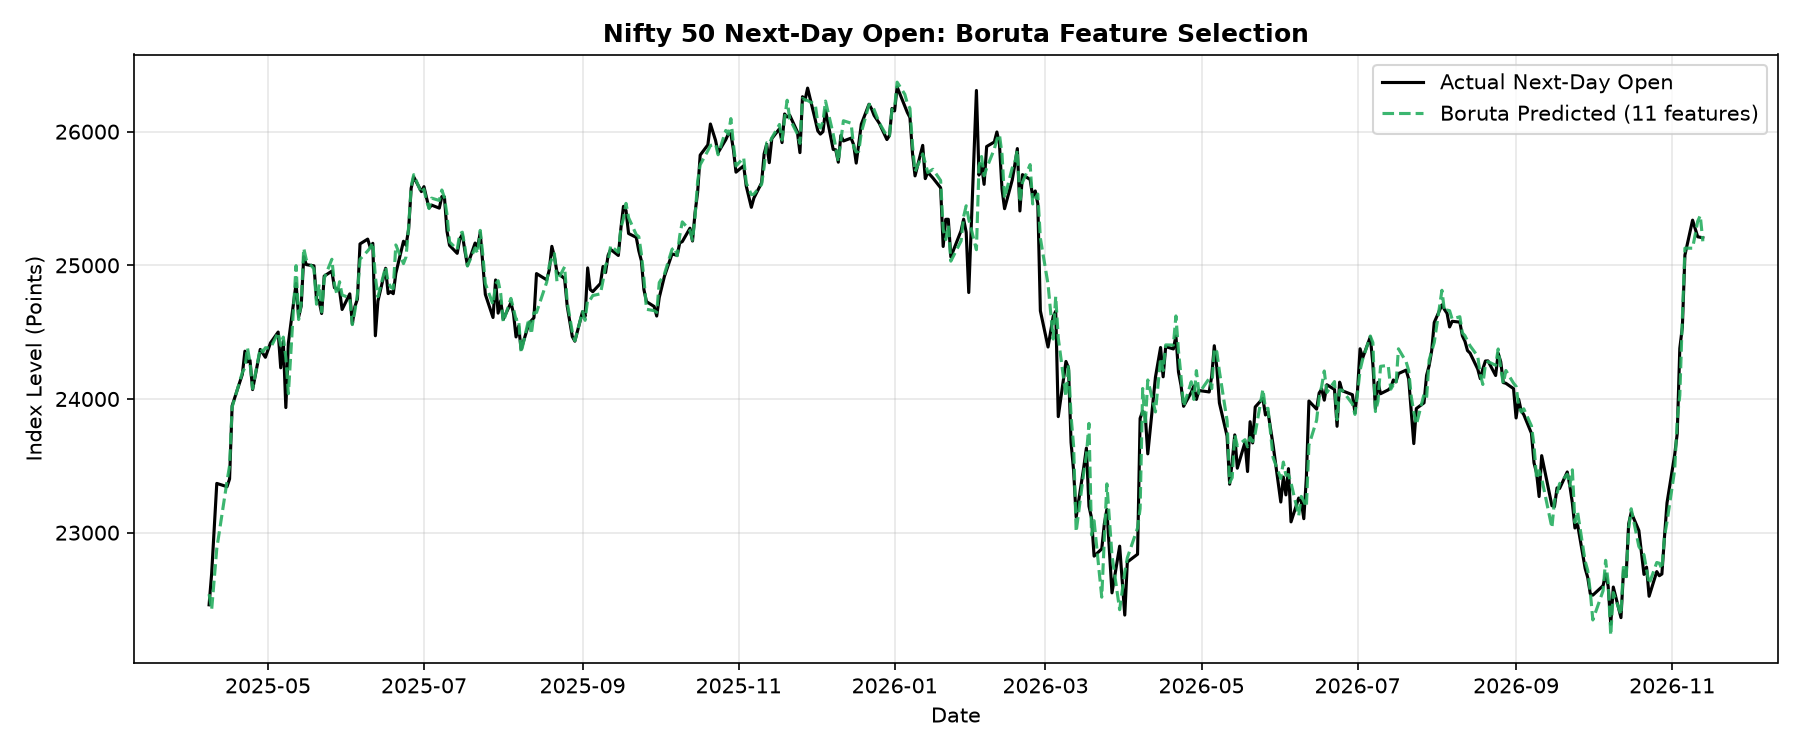 Nifty 50 Next-Day Open: Boruta Feature Selection
Actual Next-Day Open
Boruta Predicted (11 features)
Index Level (Points)
26000
25000
24000
23000
2025-05
2025-07
2025-09
2025-11
2026-01
2026-03
2026-05
2026-07
2026-09
2026-11
Date